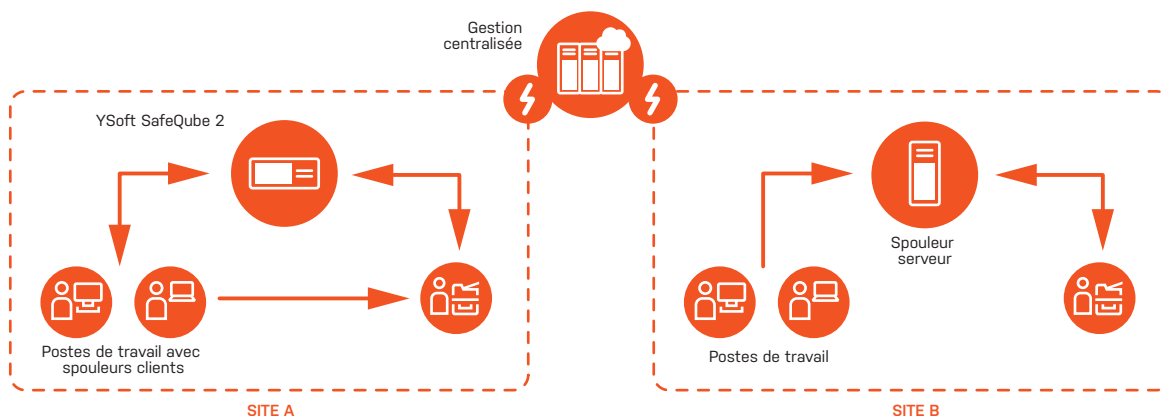 Gestion
centralisée
YSoft SafeQube 2
Postes de travail avec
spouleurs clients
SITE A
Spouleur
serveur
Postes de travail
SITE B